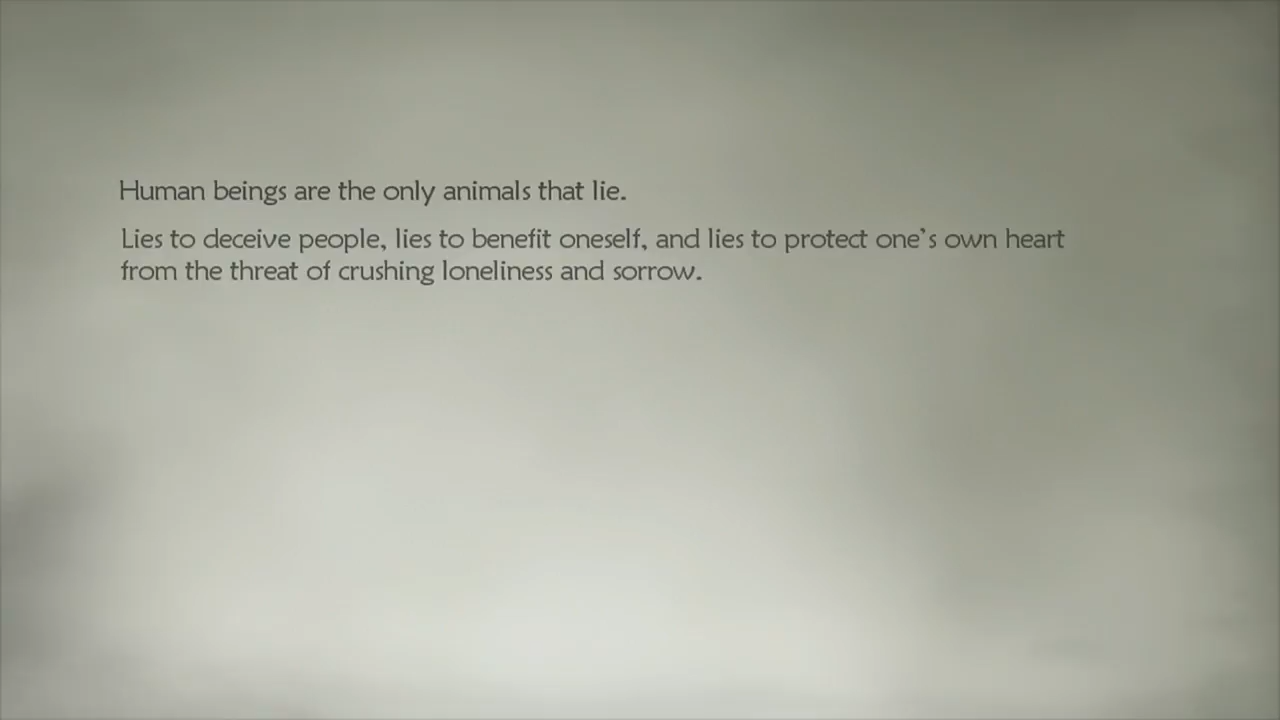 Human beings are the only animals that lie.
Lies to deceive people, lies to benefit oneself, and lies to protect one's own heart
from the threat of crushing loneliness and sorrow.